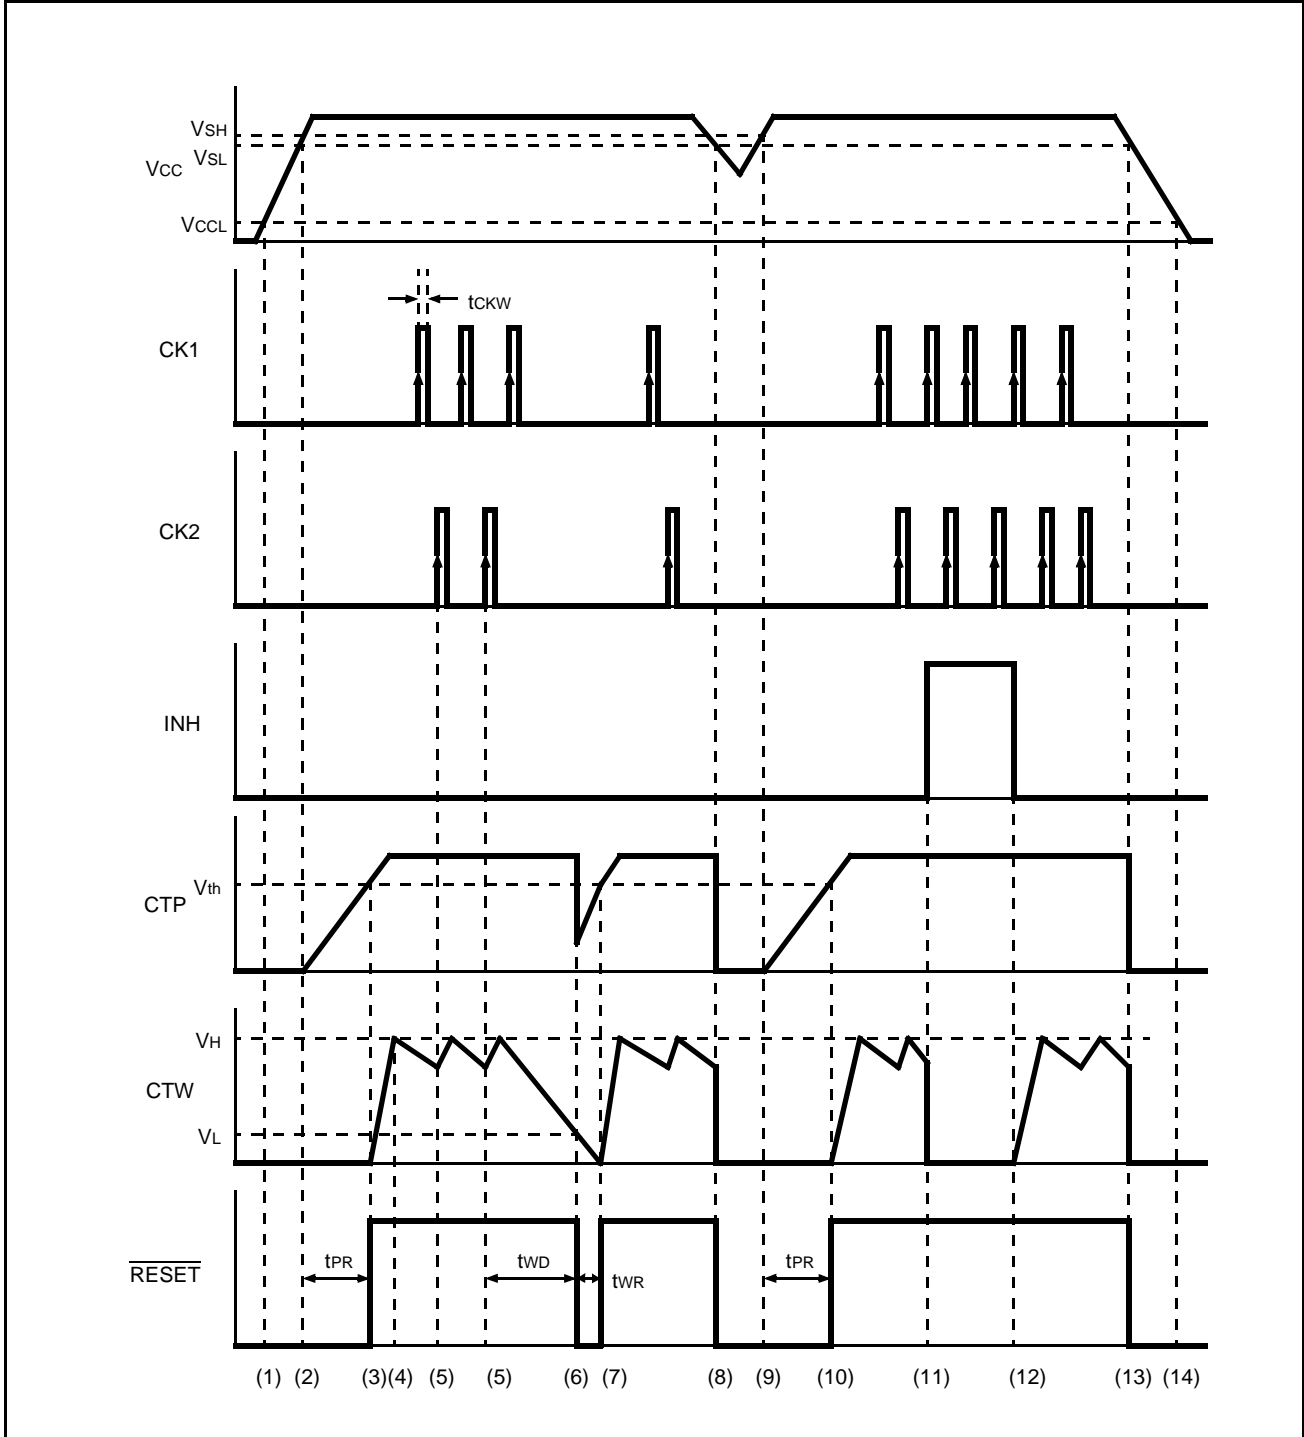 VSH
VCC VSL
VCCL
tCKW
CK1
CK2
INH
Vth
CTP
VH
CTW
VL
RESET tPR tWD tWR tPR
(1) (2) (3) (4) (5) (5) (6) (7) (8) (9) (10) (11) (12) (13) (14)